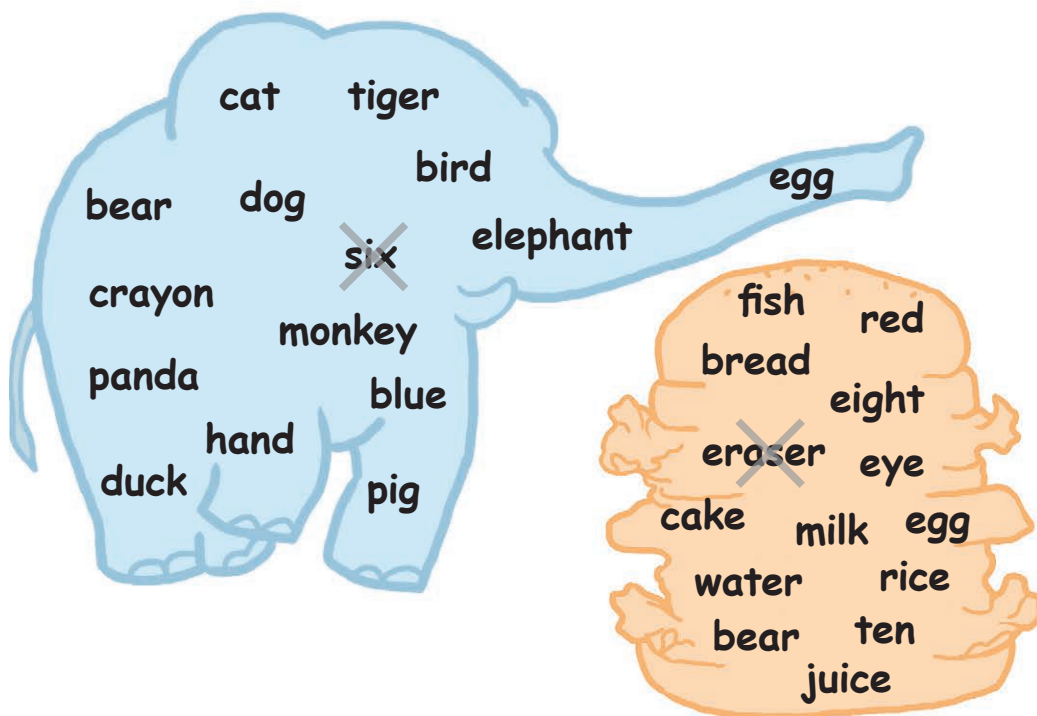 cat
tiger
bird
egg
bear
dog
elephant
six
crayon
monkey
panda
blue
hand
duck
pig
fish
red
bread
eight
eraser
eye
cake
milk
egg
water
rice
bear
ten
juice